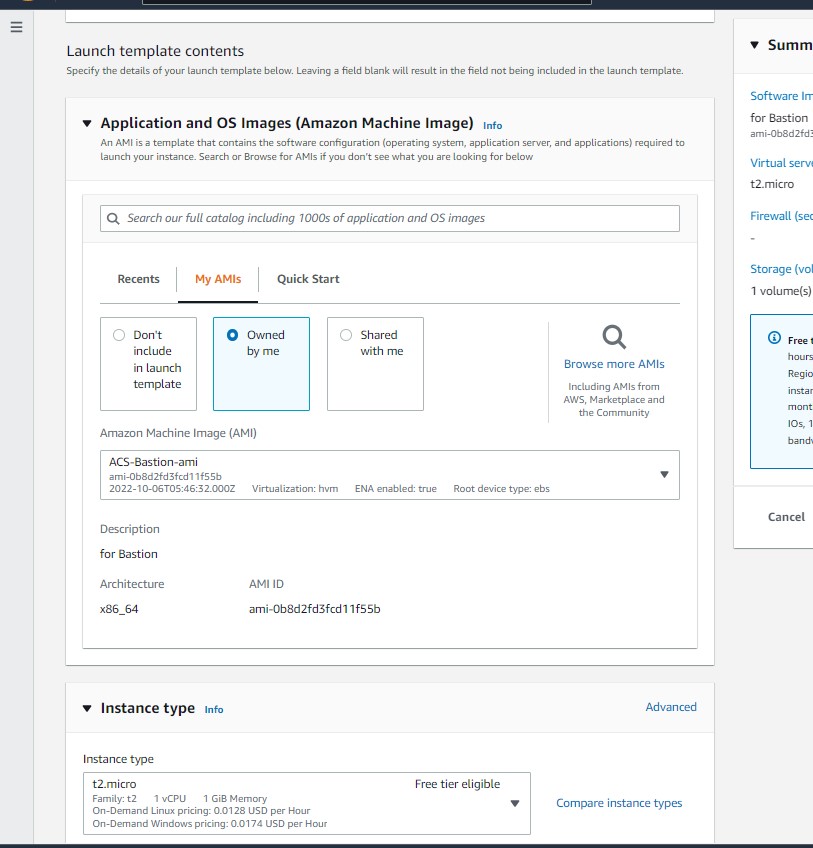 Launch template contents
Specify the details of your launch template below. Leaving a field blank will result in the field not being included in the launch template.
Application and OS Images (Amazon Machine Image) Info
An AMI is a template that contains the software configuration (operating system, application server, and applications) required to
launch your instance. Search or Browse for AMIs if you don't see what you are looking for below
Search our full catalog including 1000s of application and OS images
Recents
My AMIs
Quick Start
Don't
include
in launch
template
Owned
by me
Shared
with me
Browse more AMIs
Including AMIs from
AWS, Marketplace and
the Community
Amazon Machine Image (AMI)
ACS-Bastion-ami
ami-0b8d2fd3fcd11f55b
2022-10-06T05:46:32.000Z Virtualization: hvm ENA enabled: true Root device type: ebs
Description
for Bastion
Architecture AMI ID
x86_64 ami-0b8d2fd3fcd11f55b
Instance type Info
Advanced
Instance type
t2.micro Free tier eligible
Family: t2 1 vCPU 1 GiB Memory
On-Demand Linux pricing: 0.0128 USD per Hour
On-Demand Windows pricing: 0.0174 USD per Hour
Compare instance types
Summ
Software Im
for Bastion
ami-0b8d2fd3
Virtual serve
t2.micro
Firewall (sec
-
Storage (vol
1 volume(s)
Free t
hours
Regio
instan
mont
IOs, 1
bandw
Cancel